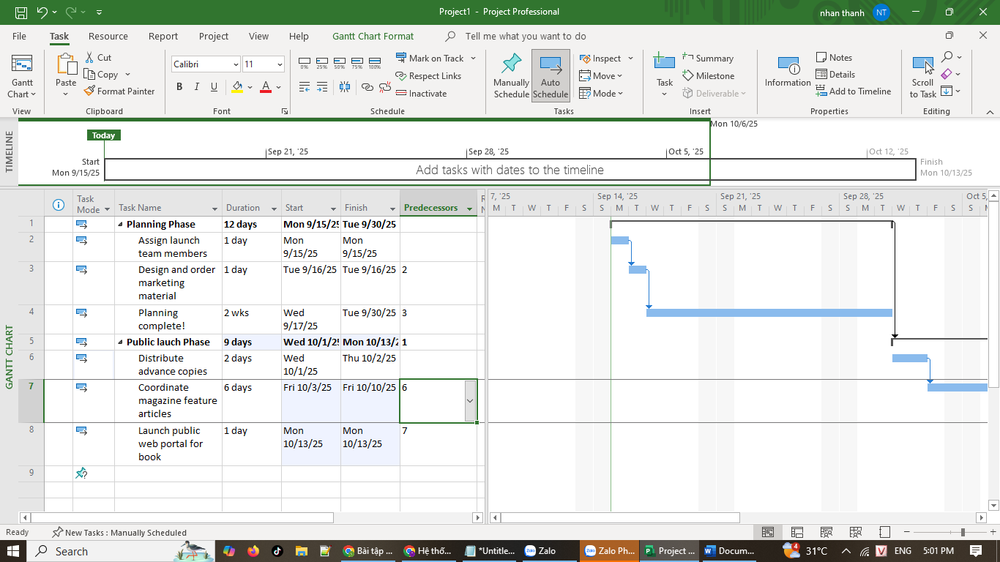 Project1 - Project Professional
nhan thanh
NT
File Task Resource Report Project View Help Gantt Chart Format Tell me what you want to do
Gantt Chart
View
Paste
Cut
Copy
Format Painter
Clipboard
Calibri 11
B I U A
Font
0% 25% 50% 75% 100%
Mark on Track
Respect Links
Inactivate
Schedule
Manually Schedule
Auto Schedule
Inspect
Move
Mode
Tasks
Task
Summary
Milestone
Deliverable
Insert
Information
Notes
Details
Add to Timeline
Properties
Scroll to Task
Editing
TIMELINE
Mon 10/6/25
Today
Sep 21, '25 Sep 28, '25 Oct 5, '25 Oct 12, '25
Start
Mon 9/15/25
Add tasks with dates to the timeline
Finish
Mon 10/13/25
GANTT CHART
Task Mode Task Name Duration Start Finish Predecessors
7, '25 Sep 14, '25 Sep 21, '25 Sep 28, '25 Oct 5,
M T W T F S S M T W T F S S M T W T F S S M T W T F S S
1 Planning Phase 12 days Mon 9/15/25 Tue 9/30/25
2 Assign launch team members 1 day Mon 9/15/25 Mon 9/15/25
3 Design and order marketing material 1 day Tue 9/16/25 Tue 9/16/25 2
4 Planning complete! 2 wks Wed 9/17/25 Tue 9/30/25 3
5 Public lauch Phase 9 days Wed 10/1/25 Mon 10/13/2 1
6 Distribute advance copies 2 days Wed 10/1/25 Thu 10/2/25
7 Coordinate magazine feature articles 6 days Fri 10/3/25 Fri 10/10/25 6
8 Launch public web portal for book 1 day Mon 10/13/25 Mon 10/13/25 7
9
Ready New Tasks : Manually Scheduled
Search
Bài tập ...
Hệ thố...
*Untitle...
Zalo
Zalo Ph...
Project ...
Docum...
4
31°C
V
ENG
5:01 PM